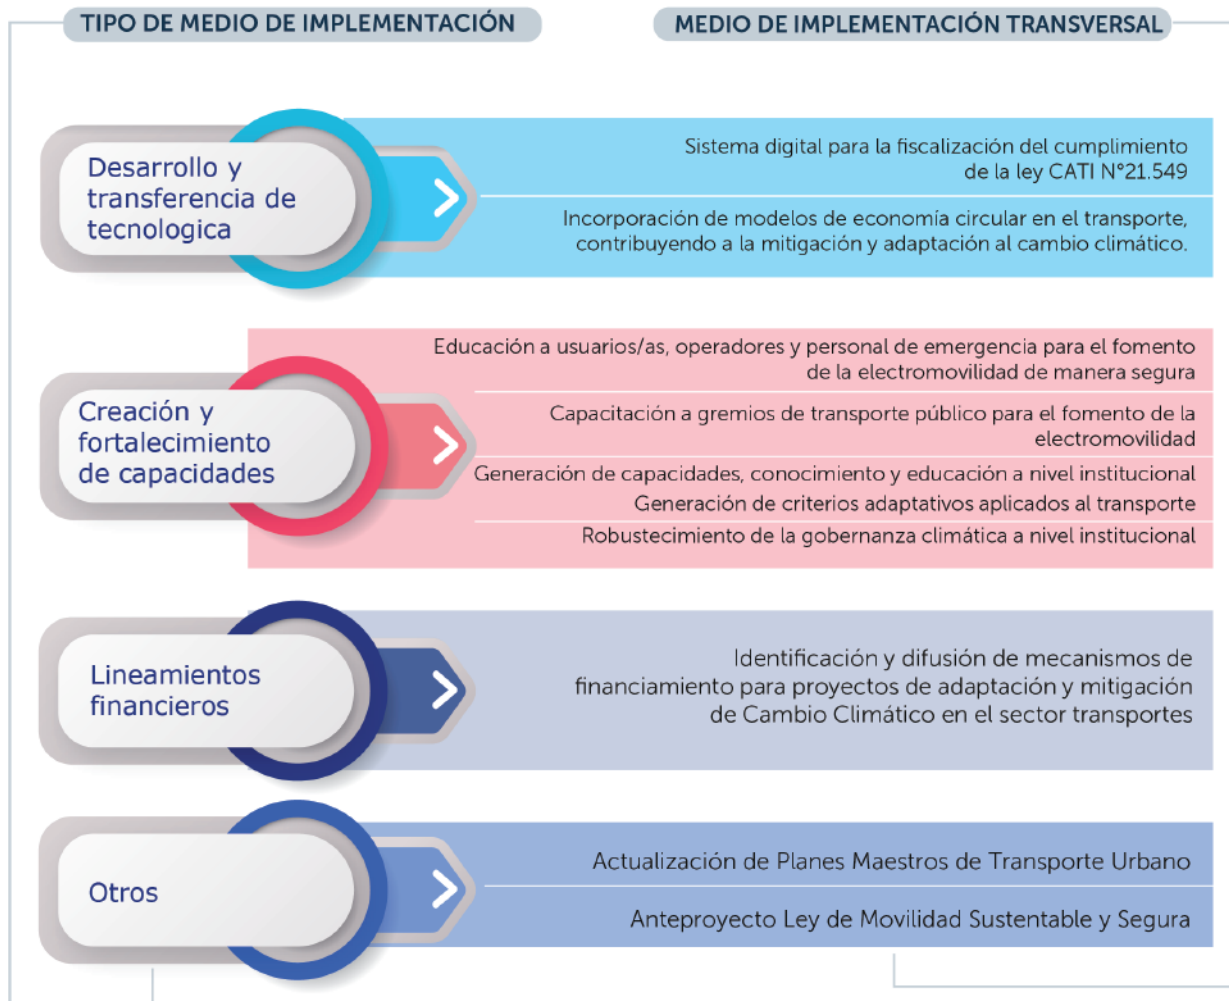 TIPO DE MEDIO DE IMPLEMENTACIÓN
MEDIO DE IMPLEMENTACIÓN TRANSVERSAL
Desarrollo y
transferencia de
tecnologica
Sistema digital para la fiscalización del cumplimiento
de la ley CATI N°21.549
Incorporación de modelos de economía circular en el transporte,
contribuyendo a la mitigación y adaptación al cambio climático.
Creación y
fortalecimiento
de capacidades
Educación a usuarios/as, operadores y personal de emergencia para el fomento
de la electromovilidad de manera segura
Capacitación a gremios de transporte público para el fomento de la
electromovilidad
Generación de capacidades, conocimiento y educación a nivel institucional
Generación de criterios adaptativos aplicados al transporte
Robustecimiento de la gobernanza climática a nivel institucional
Lineamientos
financieros
Identificación y difusión de mecanismos de
financiamiento para proyectos de adaptación y mitigación
de Cambio Climático en el sector transportes
Otros
Actualización de Planes Maestros de Transporte Urbano
Anteproyecto Ley de Movilidad Sustentable y Segura